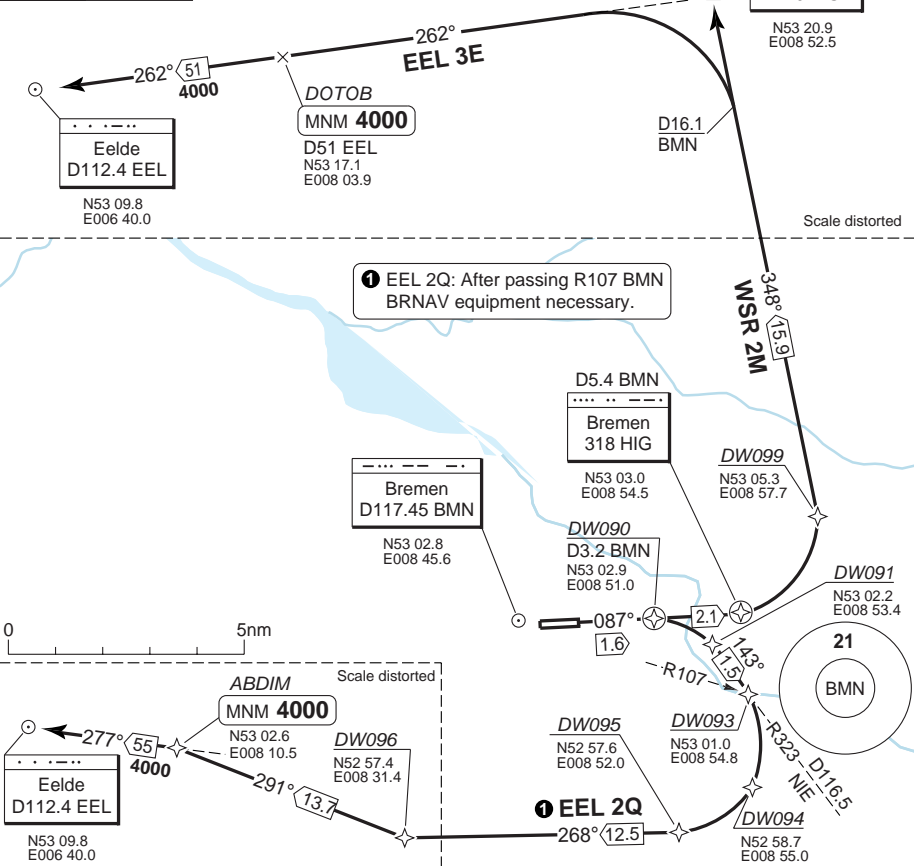 N53 20.9
E008 52.5
262°
EEL 3E
262°
51
4000
DOTOB
MNM 4000
D51 EEL
N53 17.1
E008 03.9
Eelde
D112.4 EEL
N53 09.8
E006 40.0
D16.1
BMN
Scale distorted
1 EEL 2Q: After passing R107 BMN
BRNAV equipment necessary.
348°
15.9
WSR 2M
D5.4 BMN
Bremen
318 HIG
N53 03.0
E008 54.5
DW099
N53 05.3
E008 57.7
Bremen
D117.45 BMN
N53 02.8
E008 45.6
DW090
D3.2 BMN
N53 02.9
E008 51.0
DW091
N53 02.2
E008 53.4
087°
1.6
2.1
143°
1.5
R107
21
BMN
0
5nm
Scale distorted
ABDIM
MNM 4000
N53 02.6
E008 10.5
277°
55
4000
Eelde
D112.4 EEL
N53 09.8
E006 40.0
291°
13.7
DW096
N52 57.4
E008 31.4
DW095
N52 57.6
E008 52.0
DW093
N53 01.0
E008 54.8
R323 D116.5
NIE
1 EEL 2Q
268°
12.5
DW094
N52 58.7
E008 55.0